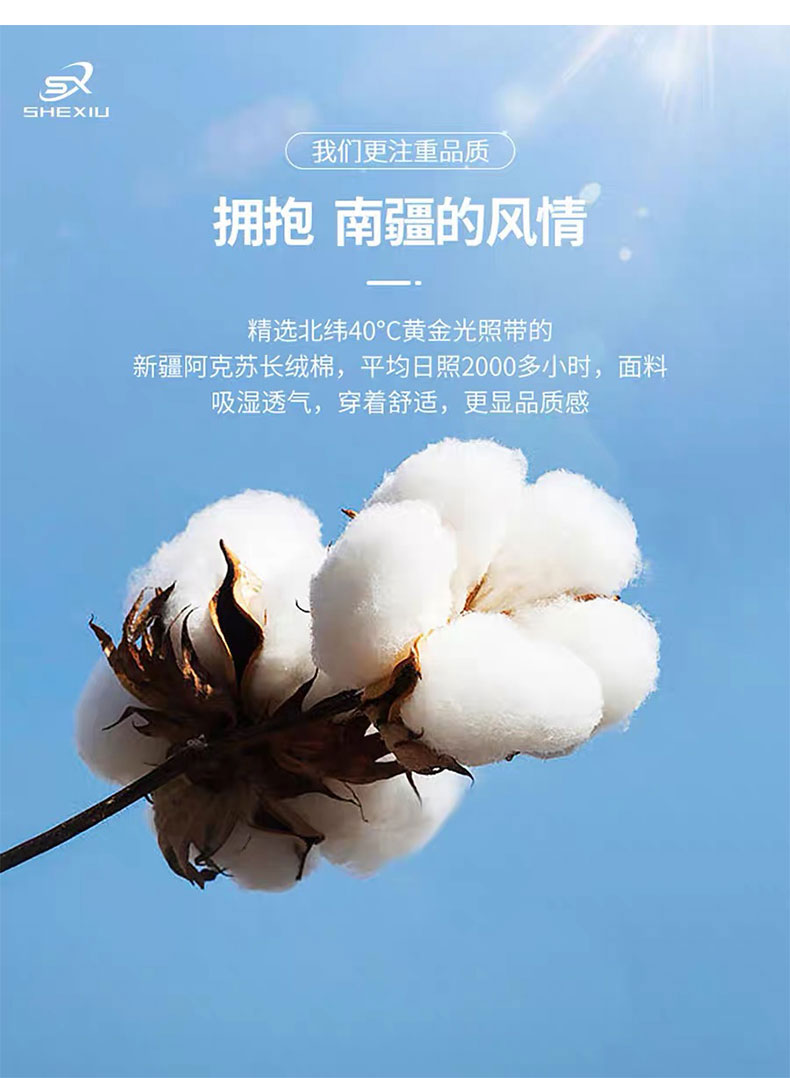 SX
SHEXIU
我们更注重品质
拥抱 南疆的风情
精选北纬40℃黄金光照带的
新疆阿克苏长绒棉，平均日照2000多小时，面料
吸湿透气，穿着舒适，更显品质感